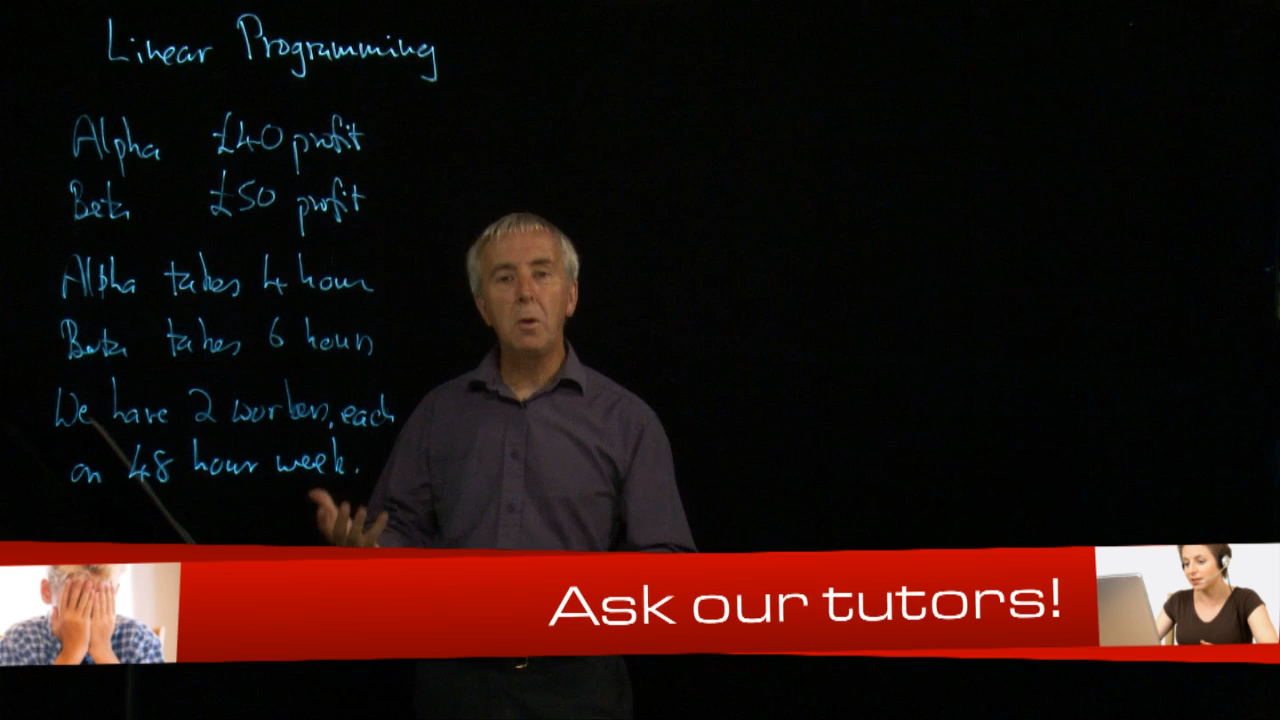 Linear Programming
Alpha £40 profit
Beta £50 profit
Alpha takes 4 hour
Beta takes 6 hours
We have 2 workers, each
on 48 hour week.
Ask our tutors!